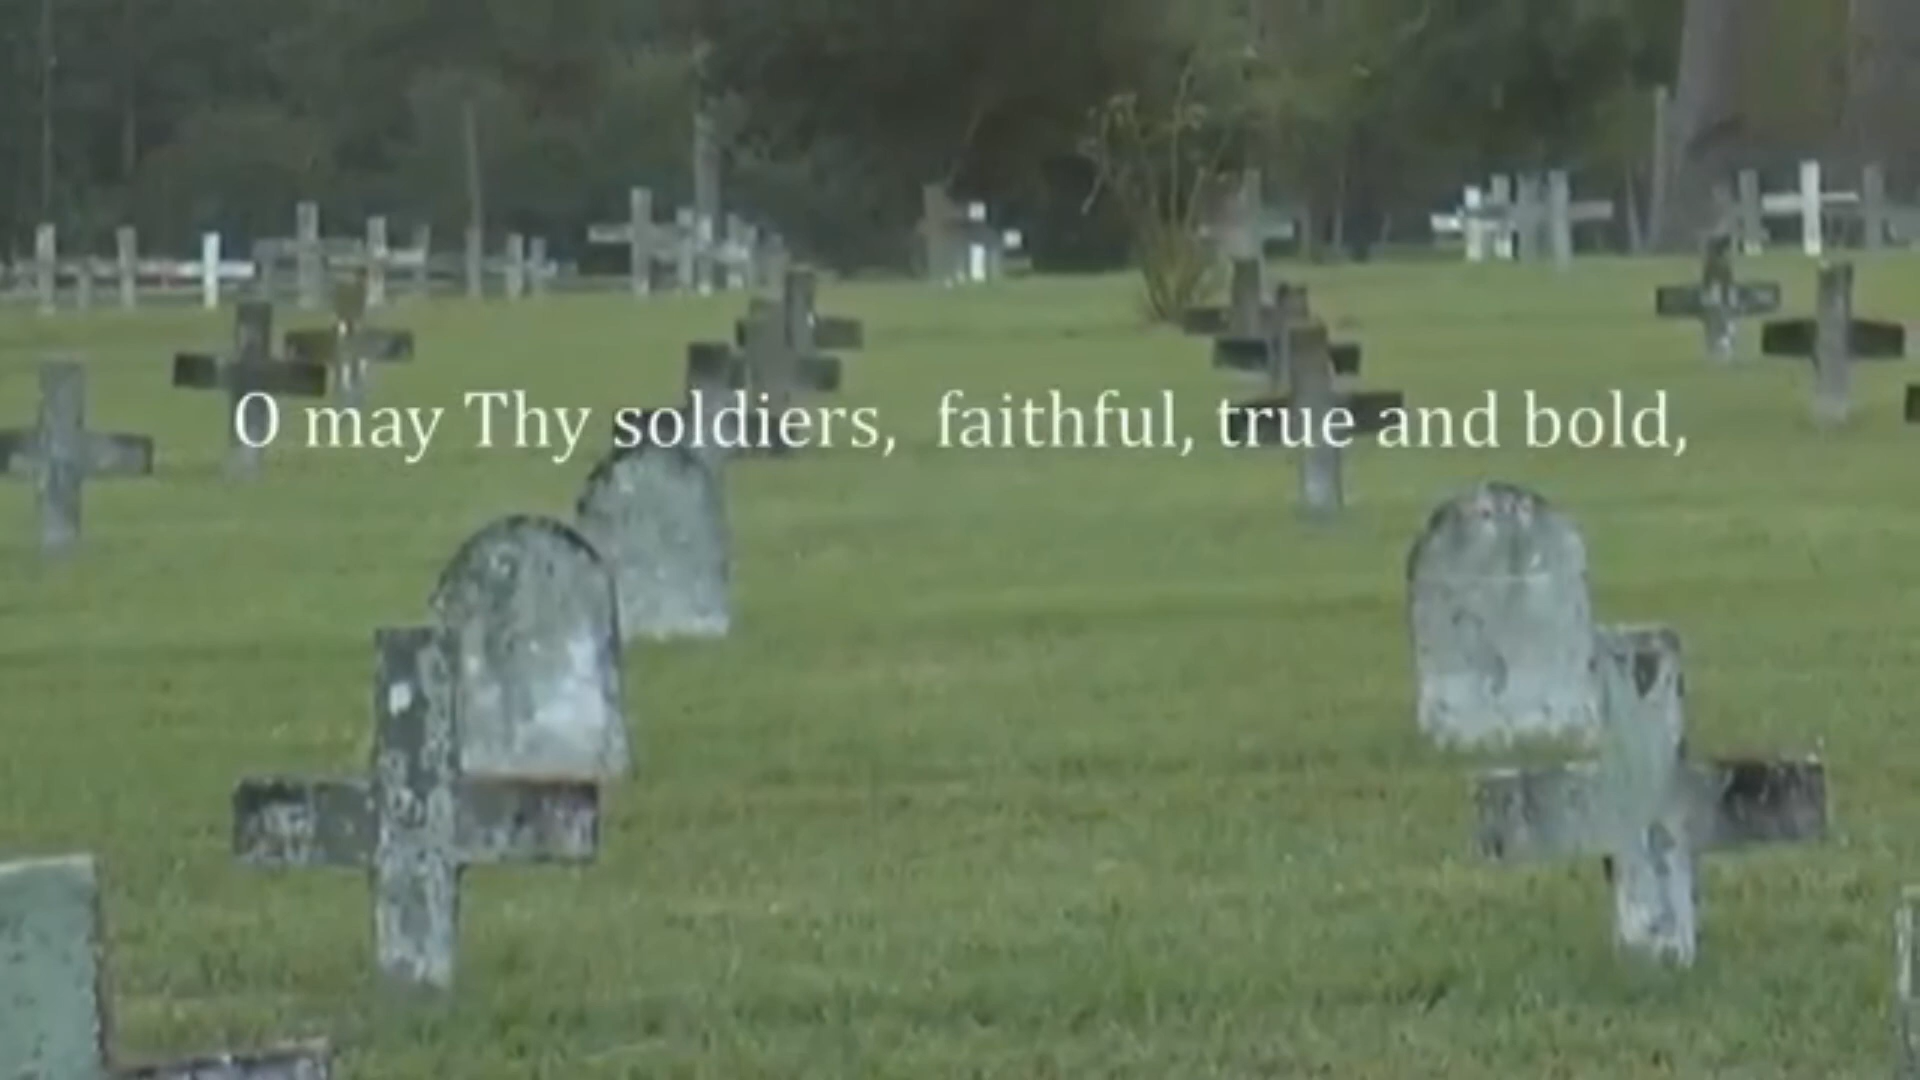 O may Thy soldiers, faithful, true and bold,